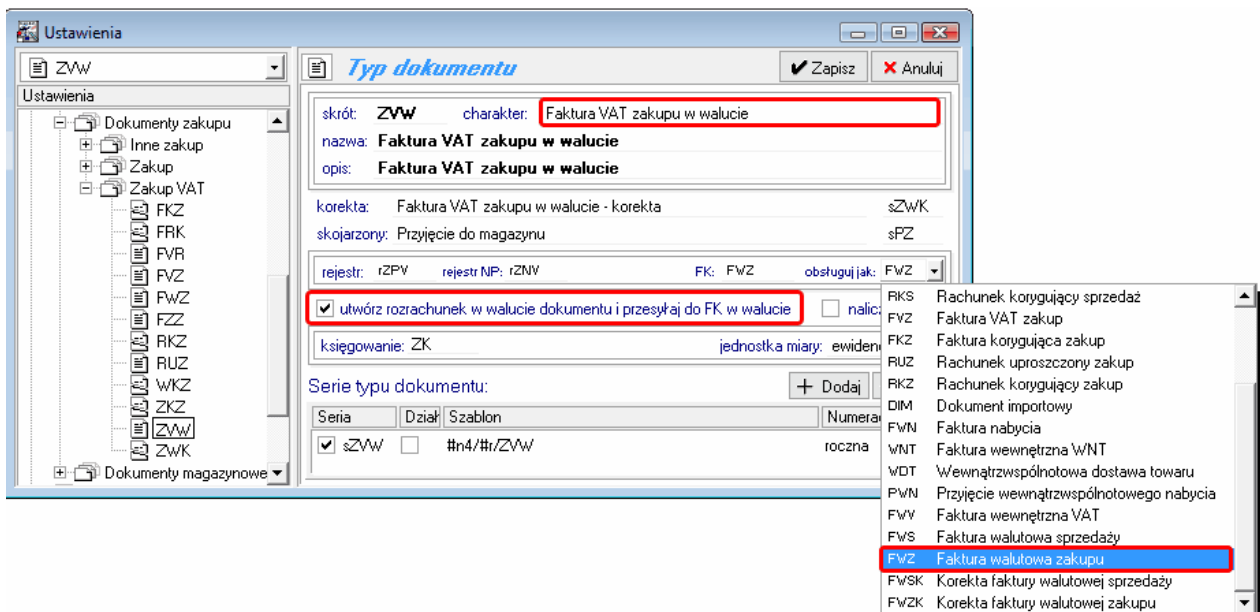 Ustawienia
ZVW
Ustawienia
Dokumenty zakupu
Inne zakup
Zakup
Zakup VAT
FKZ
FRK
FVR
FVZ
FWZ
FZZ
RKZ
RUZ
WKZ
ZKZ
ZVW
ZWK
Dokumenty magazynowe
Typ dokumentu
Zapisz
Anuluj
skrót: ZVW charakter: Faktura VAT zakupu w walucie
nazwa: Faktura VAT zakupu w walucie
opis: Faktura VAT zakupu w walucie
korekta: Faktura VAT zakupu w walucie - korekta sZWK
skojarzony: Przyjęcie do magazynu sPZ
rejestr: rZPV rejestr NP: rZNV FK: FWZ obsługuj jak: FWZ
utwórz rozrachunek w walucie dokumentu i przesyłaj do FK w walucie nalicz
księgowanie: ZK jednostka miary: ewiden
Serie typu dokumentu:
+ Dodaj
Seria Dział Szablon Numera
sZVW #n4/#r/ZVW roczna
RKS Rachunek korygujący sprzedaż
FVZ Faktura VAT zakup
FKZ Faktura korygująca zakup
RUZ Rachunek uproszczony zakup
RKZ Rachunek korygujący zakup
DIM Dokument importowy
FWN Faktura nabycia
WNT Faktura wewnętrzna WNT
WDT Wewnątrzwspólnotowa dostawa towaru
PWN Przyjęcie wewnątrzwspólnotowego nabycia
FWV Faktura wewnętrzna VAT
FWS Faktura walutowa sprzedaży
FWZ Faktura walutowa zakupu
FWSK Korekta faktury walutowej sprzedaży
FWZK Korekta faktury walutowej zakupu